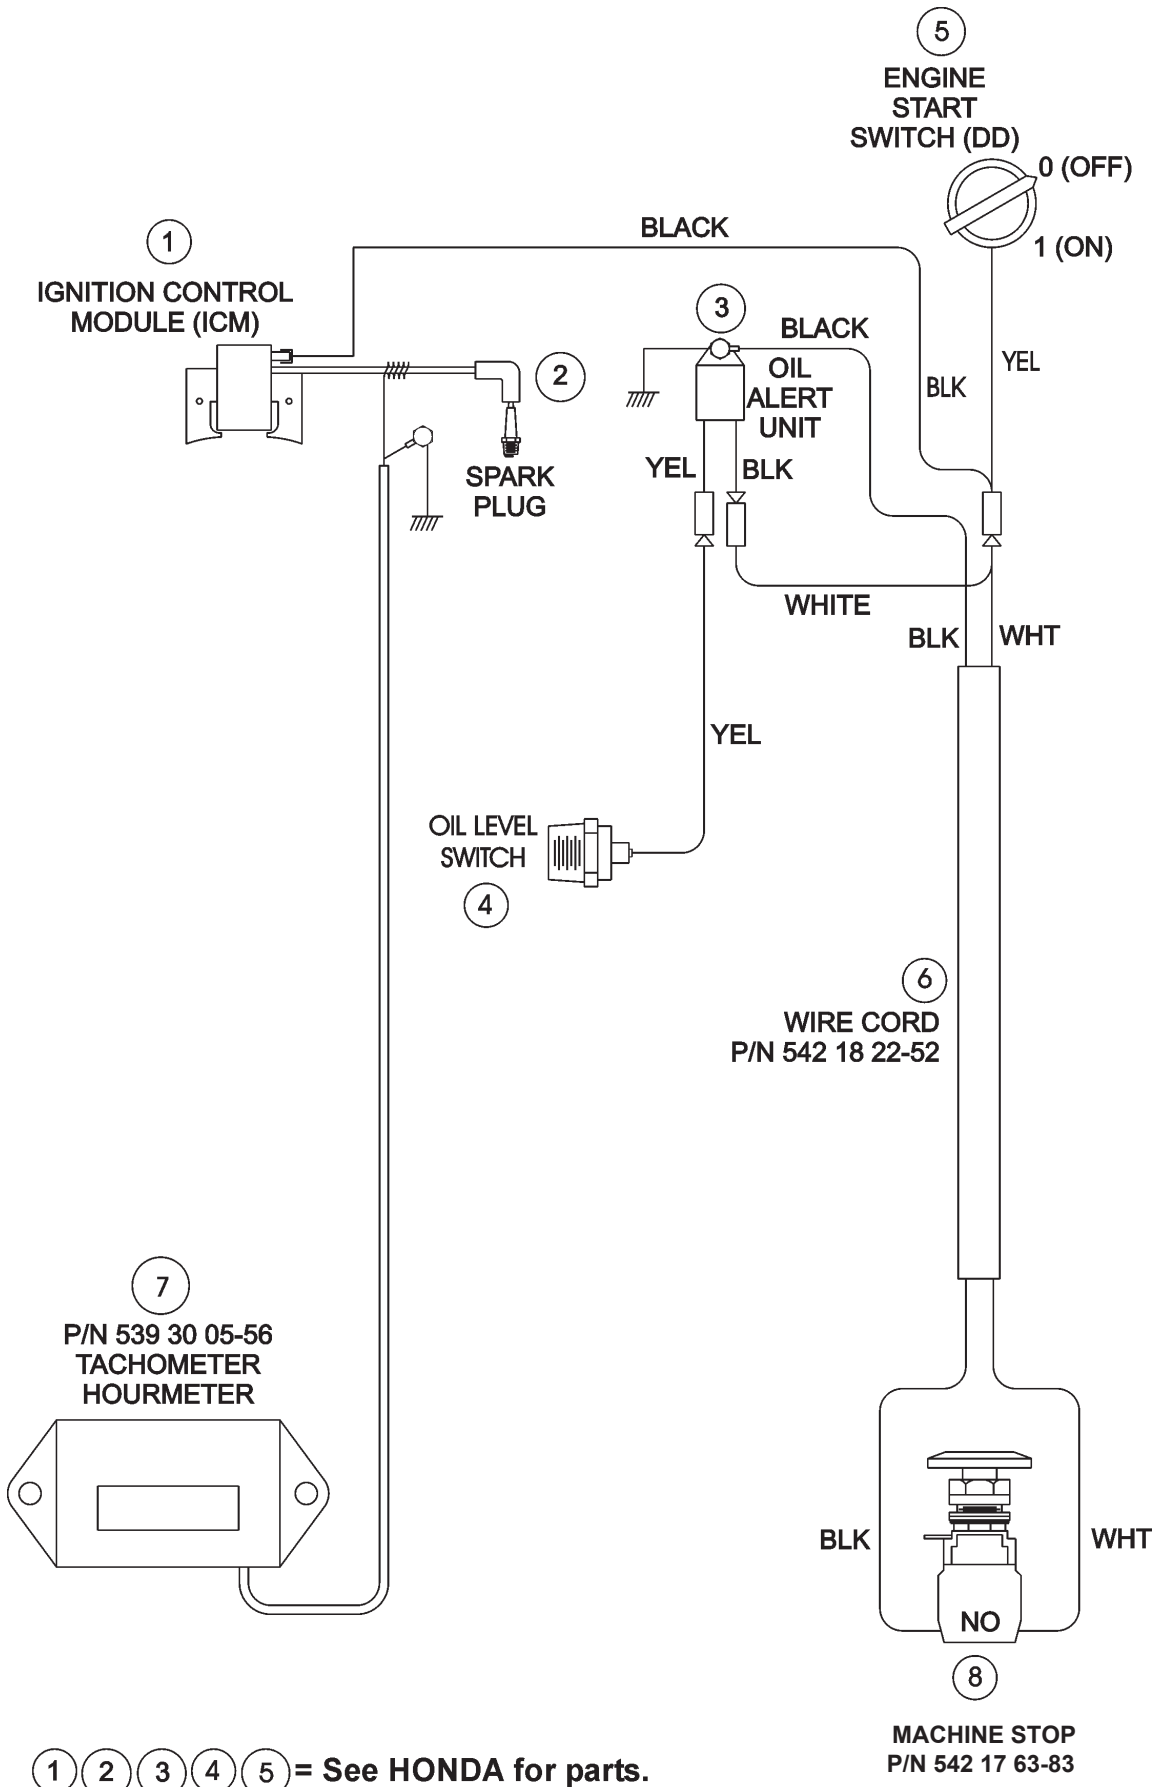 5
ENGINE
START
SWITCH (DD)
0 (OFF)
1 (ON)
BLACK
1
IGNITION CONTROL
MODULE (ICM)
3
BLACK
OIL
ALERT
UNIT
YEL
BLK
2
SPARK
PLUG
YEL
BLK
WHITE
BLK
WHT
YEL
OIL LEVEL
SWITCH
4
6
WIRE CORD
P/N 542 18 22-52
7
P/N 539 30 05-56
TACHOMETER
HOURMETER
BLK
WHT
NO
8
MACHINE STOP
P/N 542 17 63-83
1 2 3 4 5 = See HONDA for parts.